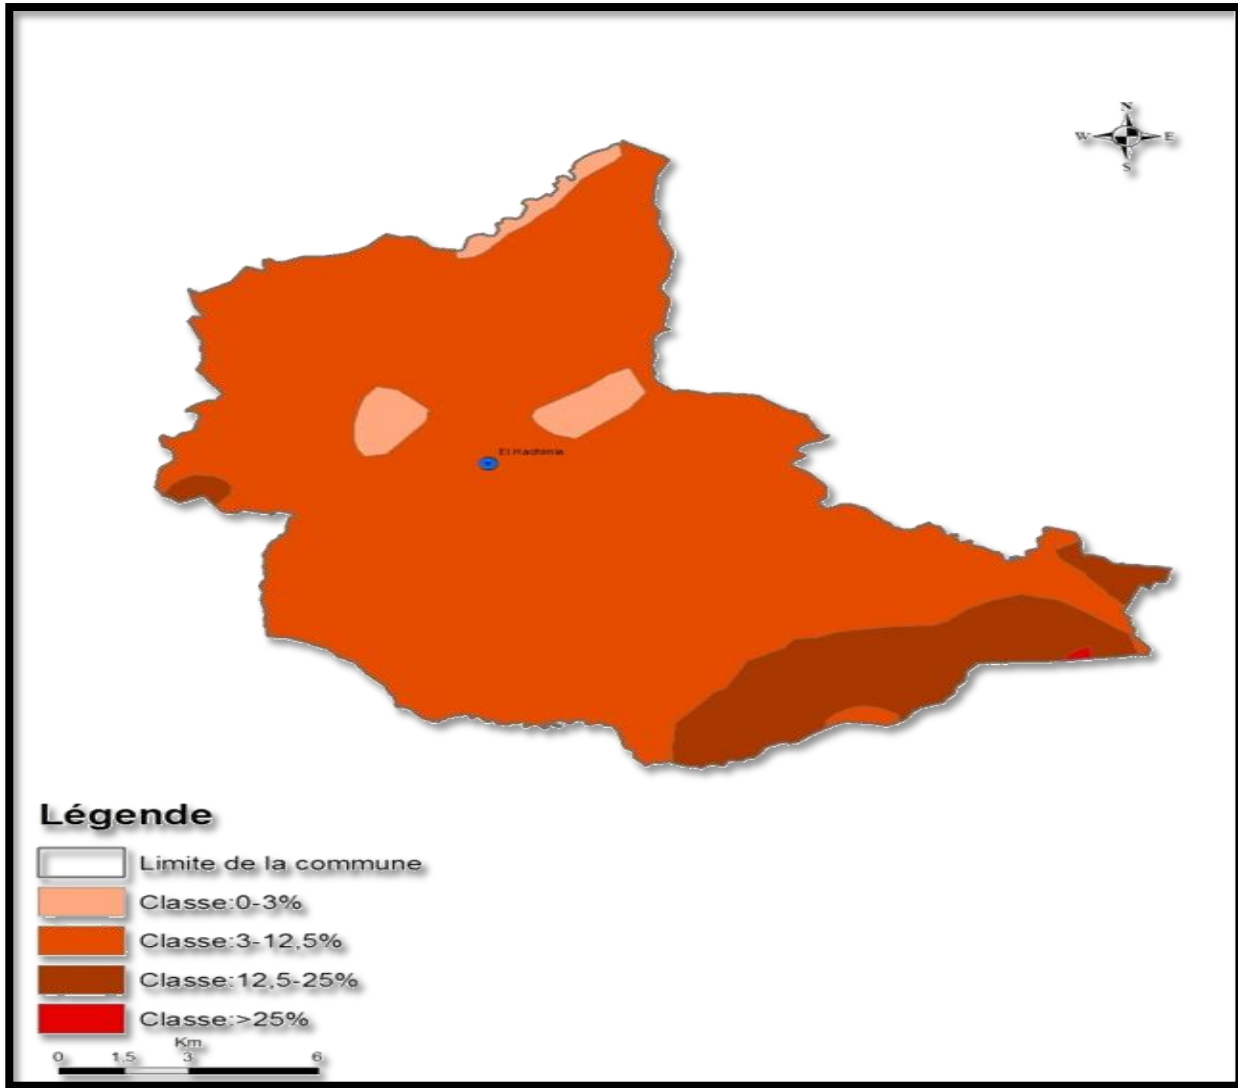 N
W E
S
El Hachimia
Légende
Limite de la commune
Classe:0-3%
Classe:3-12,5%
Classe:12,5-25%
Classe:>25%
Km
0 1,5 3 6